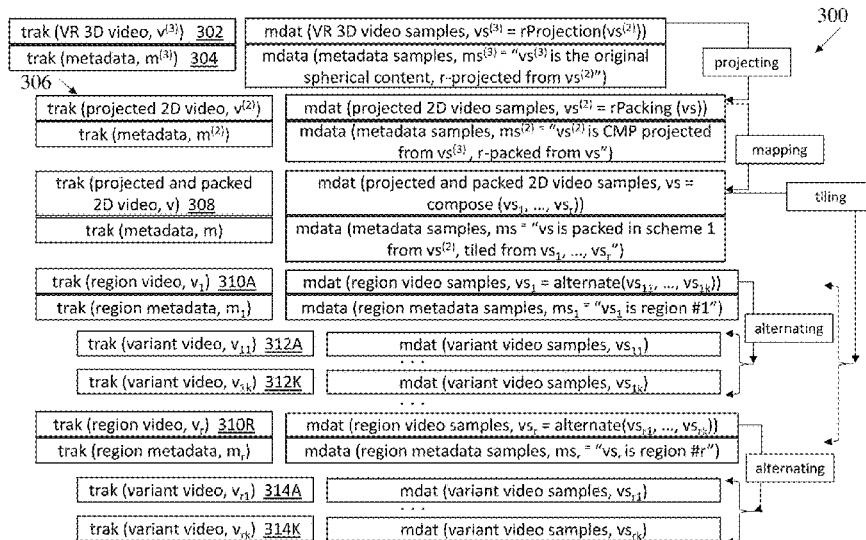 300
trak (VR 3D video, v(3)) 302
mdat (VR 3D video samples, vs(3) = rProjection(vs(2)))
trak (metadata, m(3)) 304
mdata (metadata samples, ms(3) = “vs(3) is the original
spherical content, r-projected from vs(2)”)
projecting
306
trak (projected 2D video, v(2))
mdat (projected 2D video samples, vs(2) = rPacking (vs))
trak (metadata, m(2))
mdata (metadata samples, ms(2) = “vs(2) is CMP projected
from vs(3), r-packed from vs”)
mapping
trak (projected and packed
2D video, v) 308
mdat (projected and packed 2D video samples, vs =
compose (vs1, ..., vsr))
tiling
trak (metadata, m)
mdata (metadata samples, ms = “vs is packed in scheme 1
from vs(2), tiled from vs1, ..., vsr”)
trak (region video, v1) 310A
mdat (region video samples, vs1 = alternate(vs11, ..., vs1k))
trak (region metadata, m1)
mdata (region metadata samples, ms1 = “vs1 is region #1”)
alternating
trak (variant video, v11) 312A
mdat (variant video samples, vs11)
. . .
trak (variant video, v1k) 312K
mdat (variant video samples, vs1k)
. . .
trak (region video, vr) 310R
mdat (region video samples, vsr = alternate(vsr1, ..., vsrk))
trak (region metadata, mr)
mdata (region metadata samples, msr = “vsr is region #r”)
alternating
trak (variant video, vr1) 314A
mdat (variant video samples, vsr1)
. . .
trak (variant video, vrk) 314K
mdat (variant video samples, vsrk)